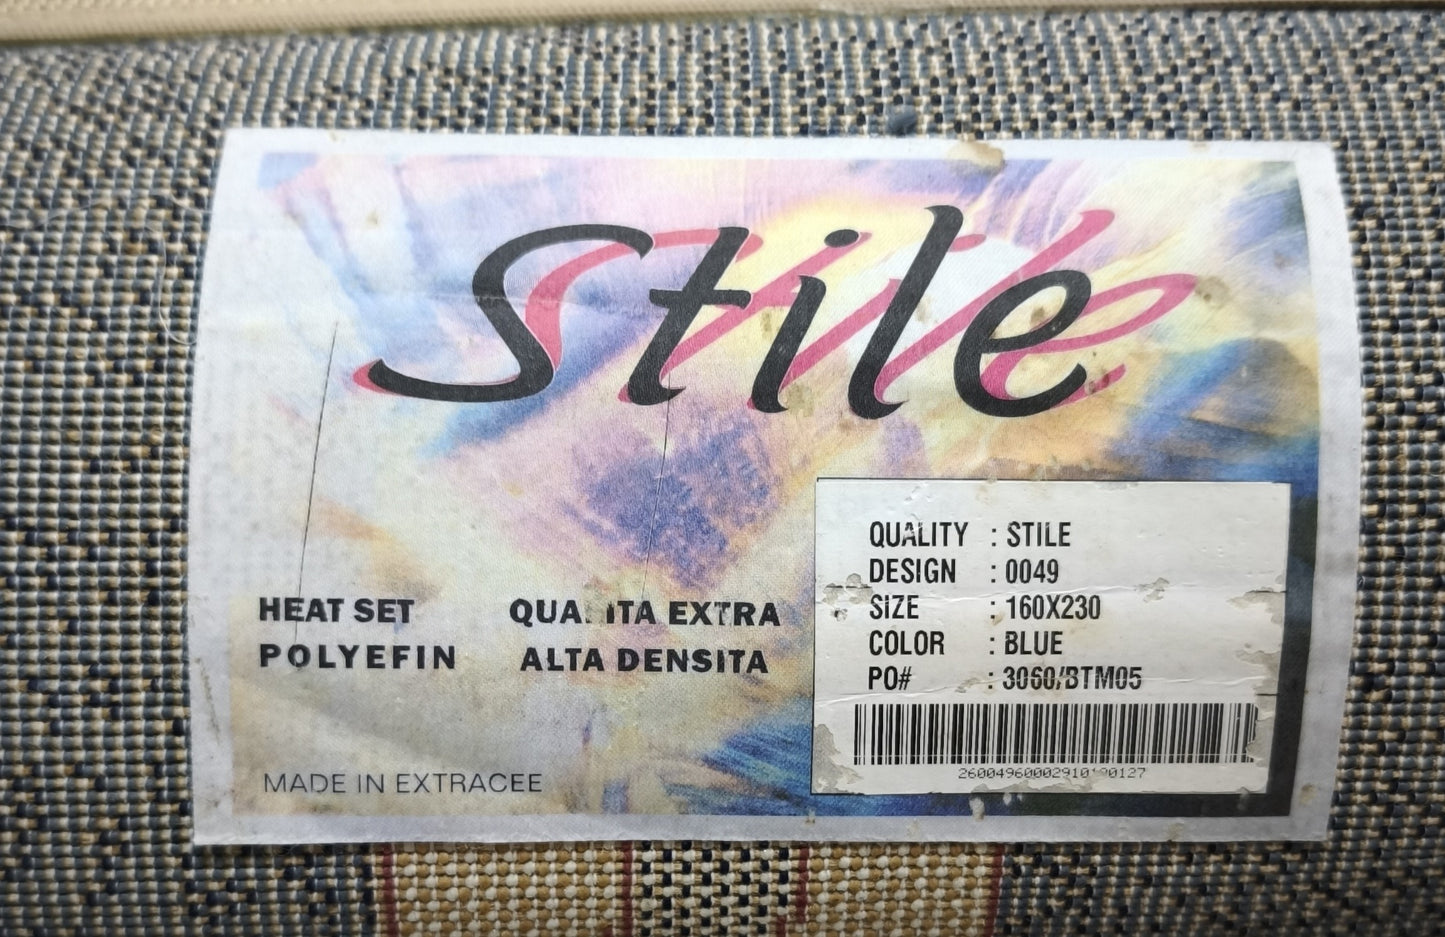 Stile
HEAT SET
POLYEFIN
EXTRA
ALTA DENSITA
MADE IN EXTRACEE
QUALITY : STILE
DESIGN : 0049
SIZE : 160X230
COLOR : BLUE
PO# : 3060/BTM05